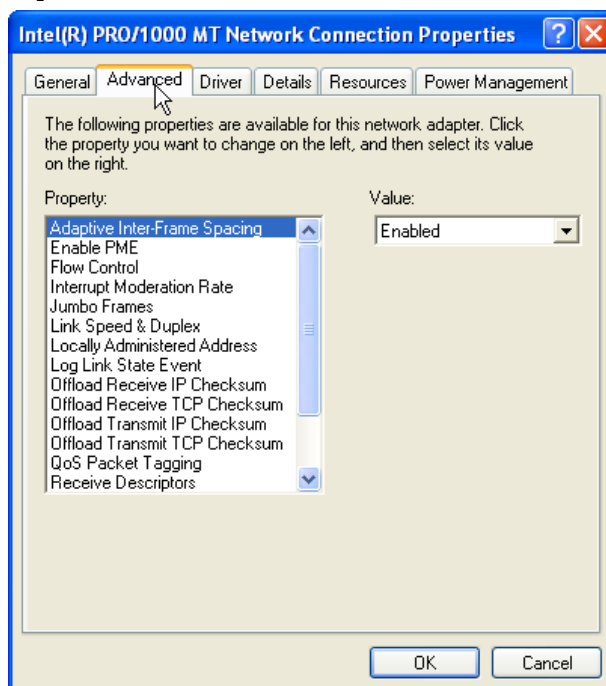 Intel(R) PRO/1000 MT Network Connection Properties
General Advanced Driver Details Resources Power Management
The following properties are available for this network adapter. Click
the property you want to change on the left, and then select its value
on the right.
Property:
Value:
Adaptive Inter-Frame Spacing
Enabled
Enable PME
Flow Control
Interrupt Moderation Rate
Jumbo Frames
Link Speed & Duplex
Locally Administered Address
Log Link State Event
Offload Receive IP Checksum
Offload Receive TCP Checksum
Offload Transmit IP Checksum
Offload Transmit TCP Checksum
QoS Packet Tagging
Receive Descriptors
OK Cancel